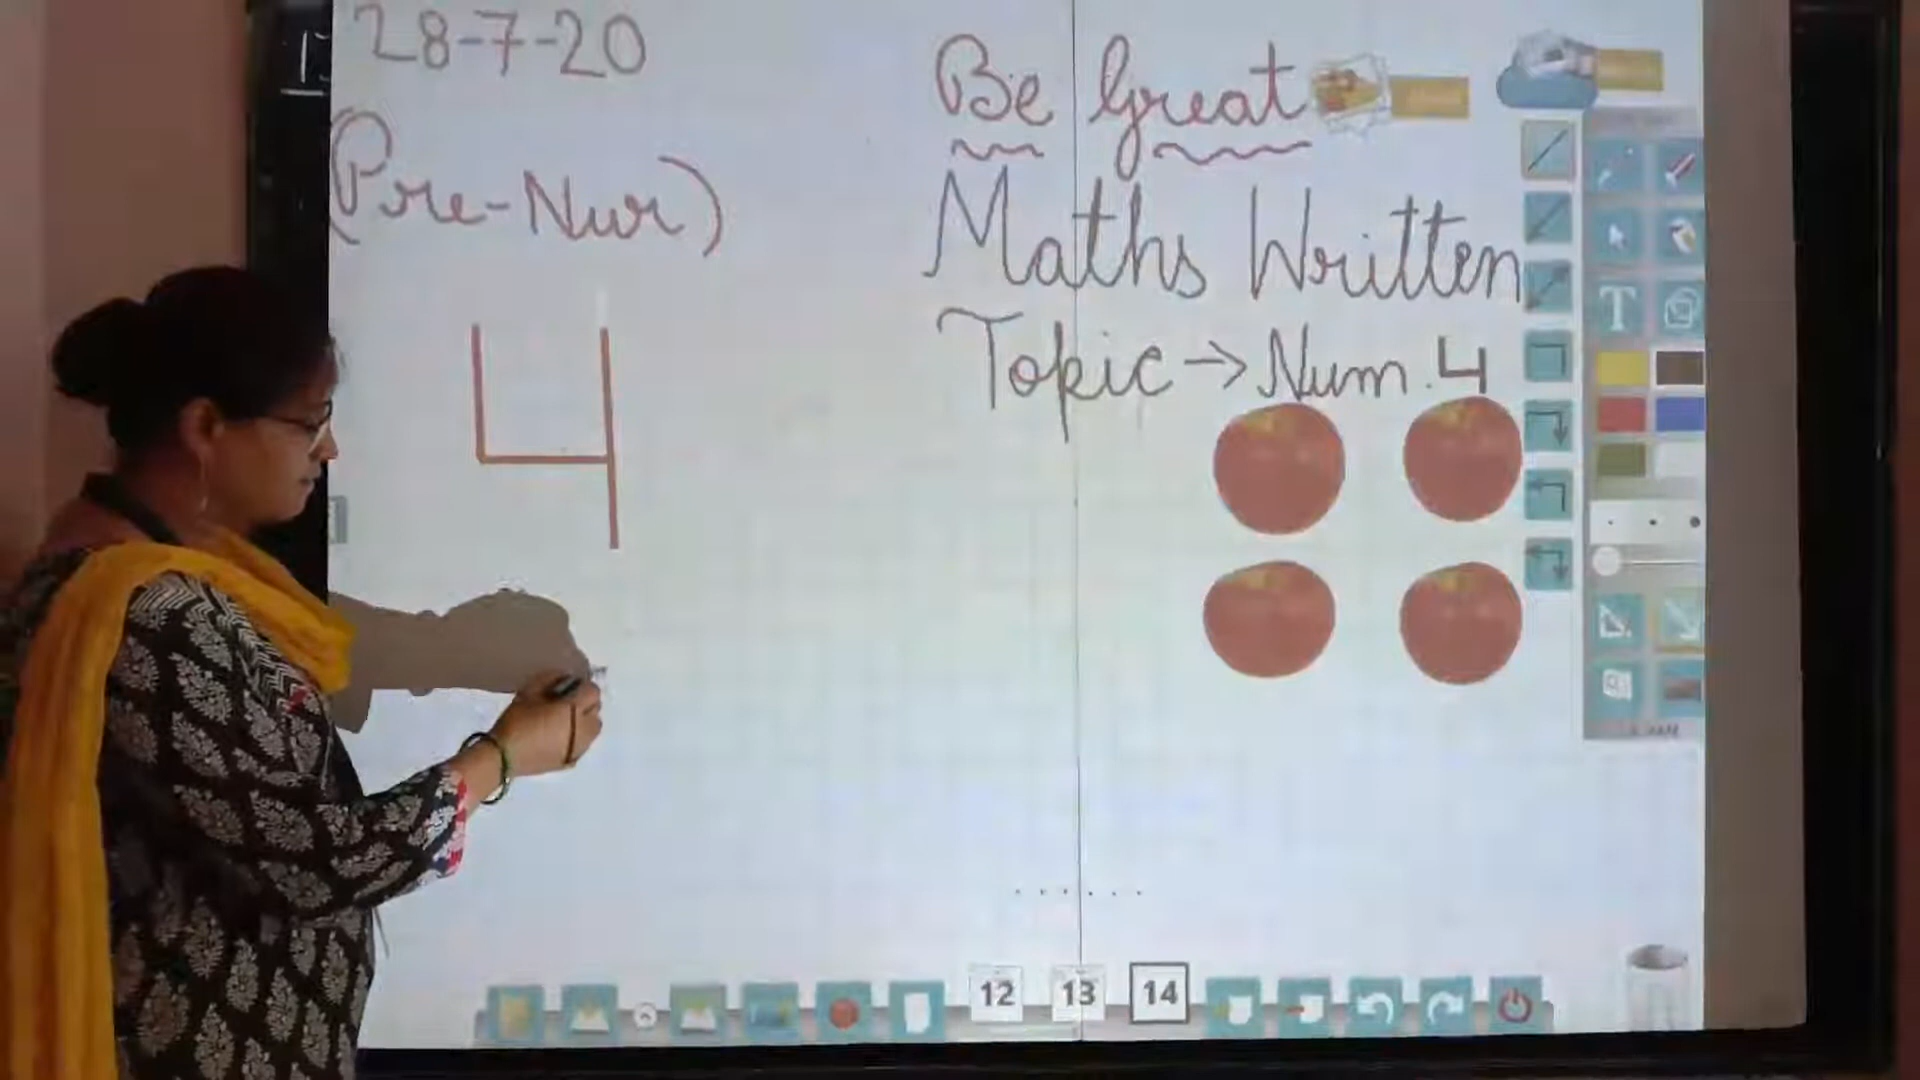 28-7-20
(Pre-Nur)
4
Be Great
Maths Written
Topic → Num. 4
T
12 13 14